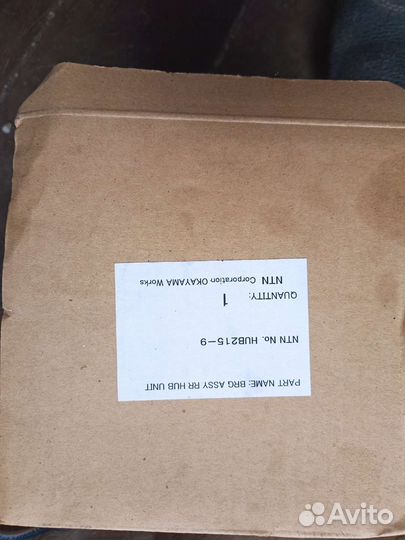 PART NAME: BRG ASSY RR HUB UNIT
NTN No. HUB215-9
QUANTITY: 1
NTN Corporation OKAYAMA Works
Avito